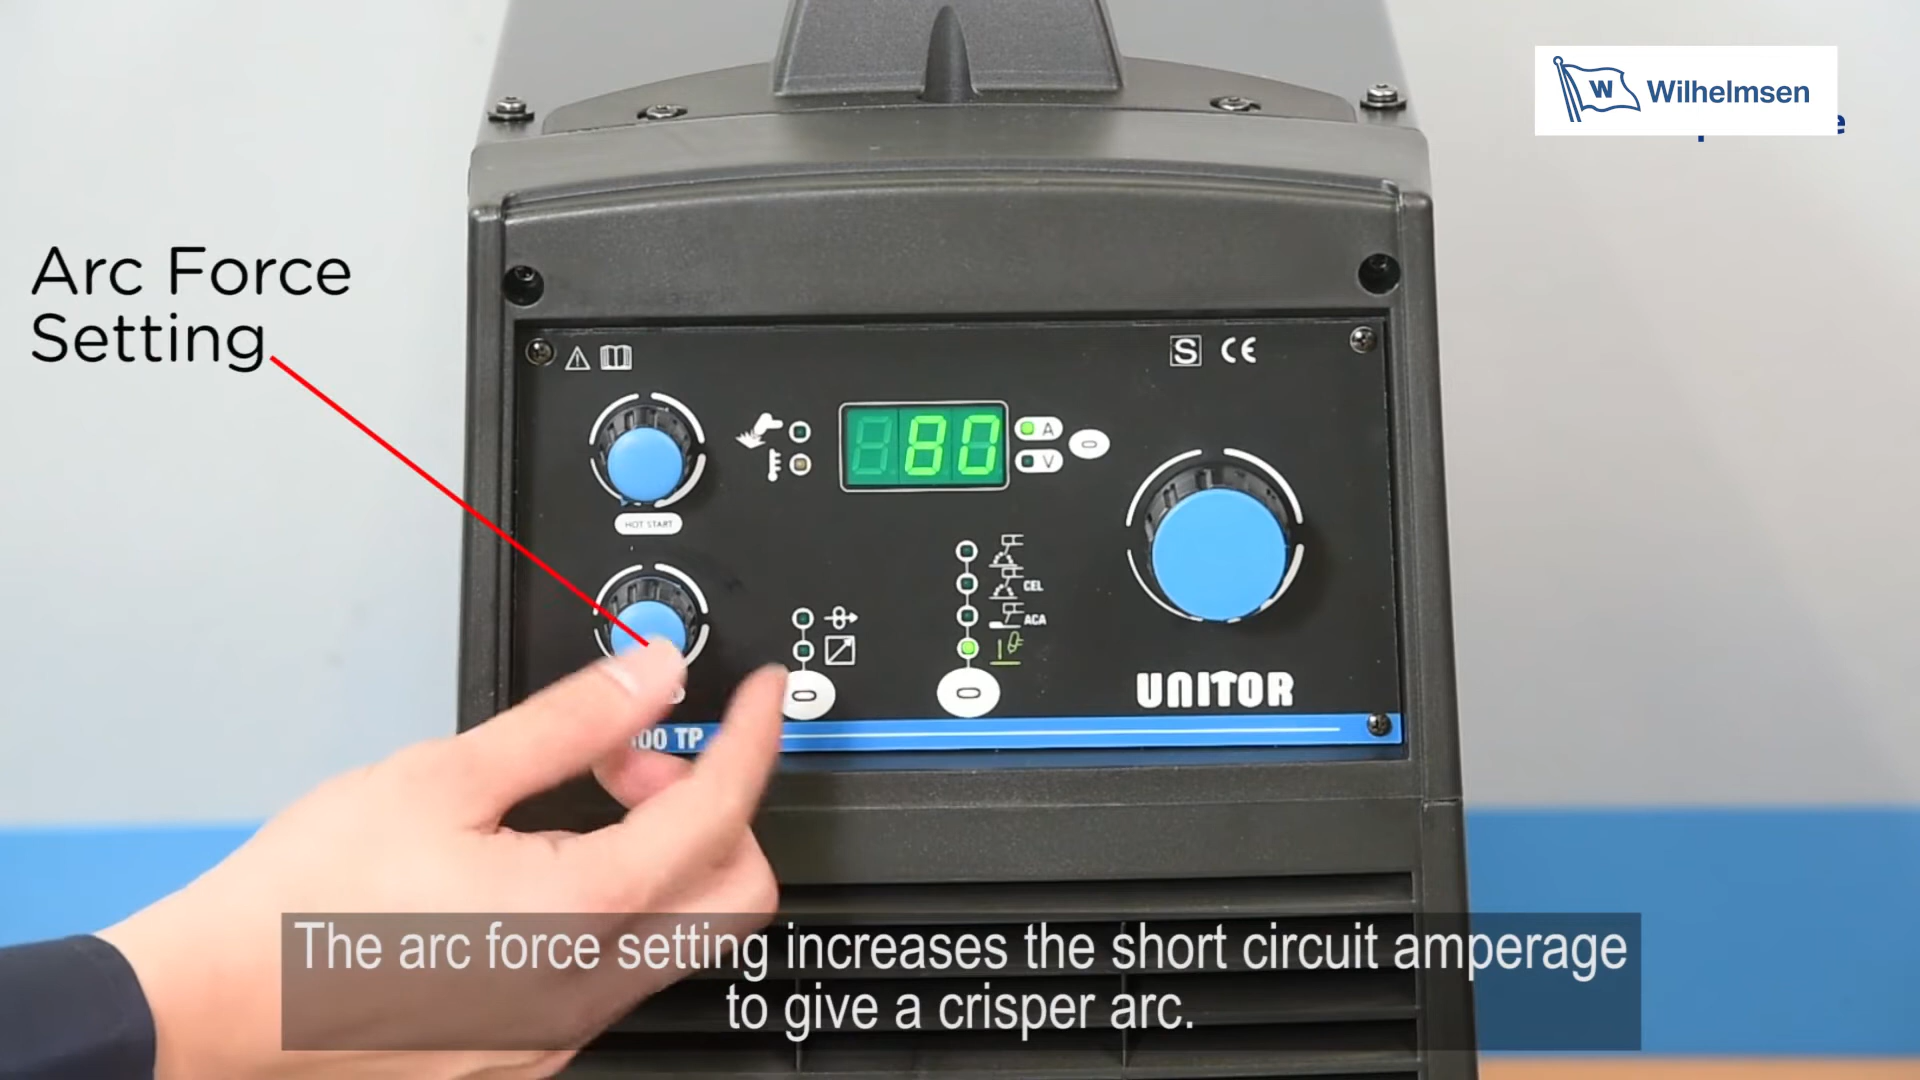 W Wilhelmsen
Arc Force
Setting
S CE
A
V
HOT START
CEL
ACA
UNITOR
00 TP
The arc force setting increases the short circuit amperage
to give a crisper arc.
80